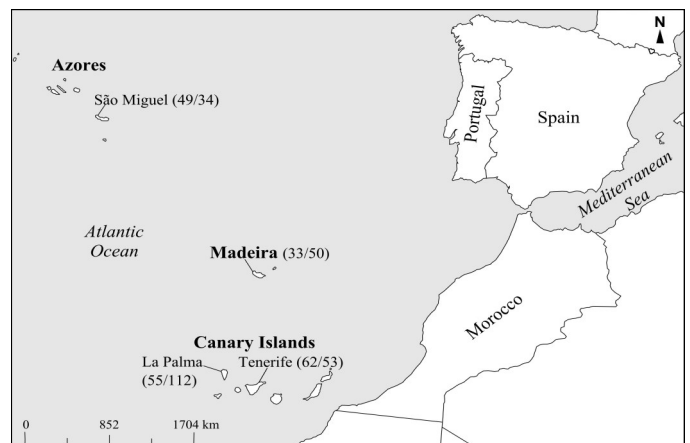 N
Azores
São Miguel (49/34)
Portugal
Spain
Mediterranean
Sea
Atlantic
Ocean
Madeira (33/50)
Morocco
Canary Islands
La Palma
(55/112)
Tenerife (62/53)
0 852 1704 km